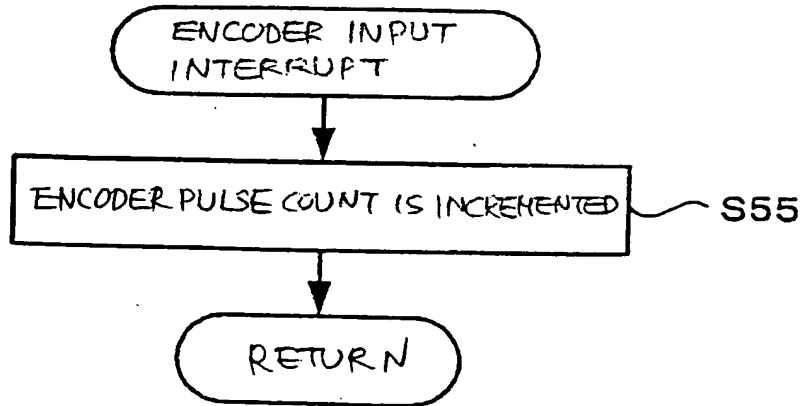 ENCODER INPUT
INTERRUPT
ENCODER PULSE COUNT IS INCREMENTED
S55
RETURN